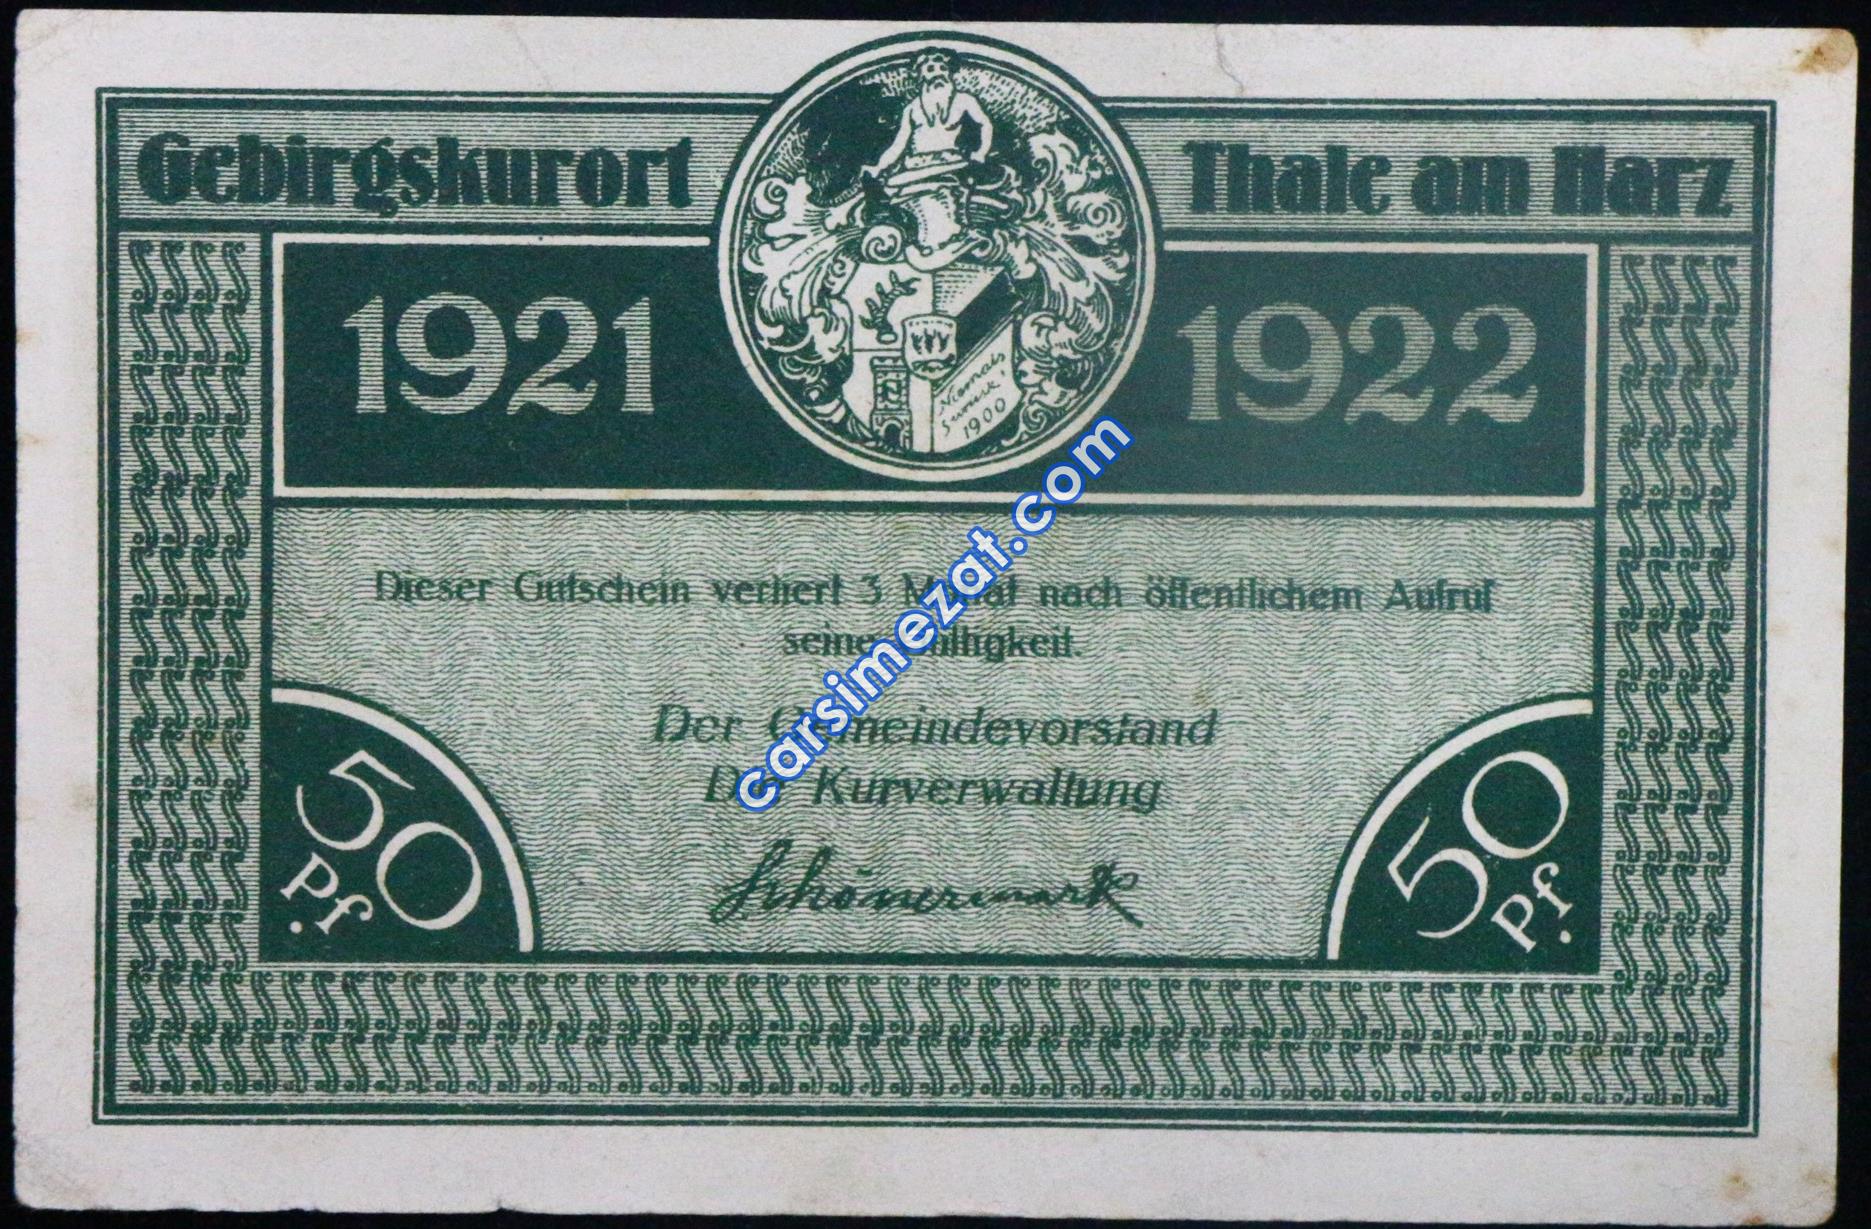 Gebirgskurort Thale am Harz
1921 1922
Niemals
zurück
1900
Dieser Gutschein verliert 3 Monat nach öffentlichem Aufruf
seine Gültigkeit.
Der Gemeindevorstand
Die Kurverwaltung
Schönermark
50 Pf. 50 Pf.
carsimezat.com